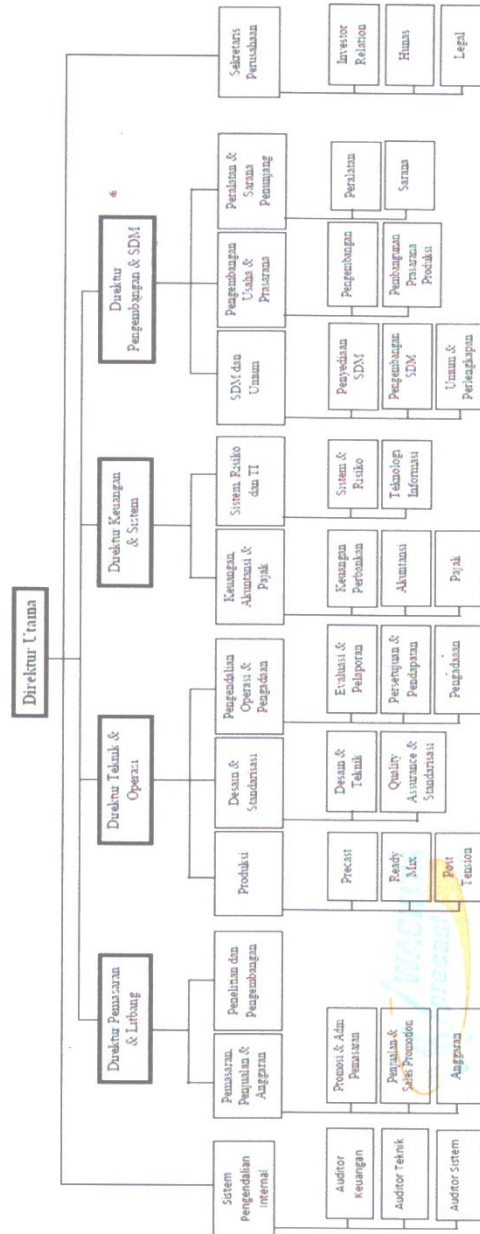 Direktur Utama
Sistem
Pengendalian
Internal
Auditor
Keuangan
Auditor Teknik
Auditor Sistem
Direktur Pemasaran
& Litbang
Pemasaran,
Penjualan &
Anggaran
Promosi & Adm
Pemasaran
Penjualan &
Sales Promotion
Anggaran
Penelitian dan
Pengembangan
Direktur Teknik &
Operasi
Produksi
Precast
Ready
Mix
Post
Tension
Desain &
Standarisasi
Desain &
Teknik
Quality
Assurance &
Standarisasi
Pengendalian
Operasi &
Pengadaan
Evaluasi &
Pelaporan
Persetujuan &
Pendapatan
Pengadaaan
Direktur Keuangan
& Sistem
Keuangan,
Akuntansi &
Pajak
Keuangan
Perbankan
Akuntansi
Pajak
Sistem, Risiko
dan TI
Sistem &
Risiko
Teknologi
Informasi
Direktur
Pengembangan & SDM
SDM dan
Umum
Penyediaan
SDM
Pengembangan
SDM
Umum &
Perlengkapan
Pengembangan
Usaha &
Prasarana
Pengembangan
Pembangunan
Prasarana
Produksi
Peralatan &
Sarana
Penunjang
Peralatan
Sarana
Sekretaris
Perusahaan
Investor
Relation
Humas
Legal
precast